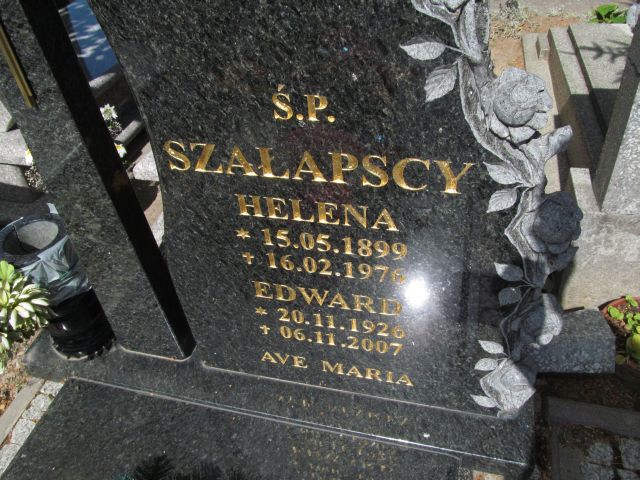 Ś.P.
SZAŁAPSCY
HELENA
* 15.05.1899
✝ 16.02.1976
EDWARD
* 20.11.1926
✝ 06.11.2007
AVE MARIA